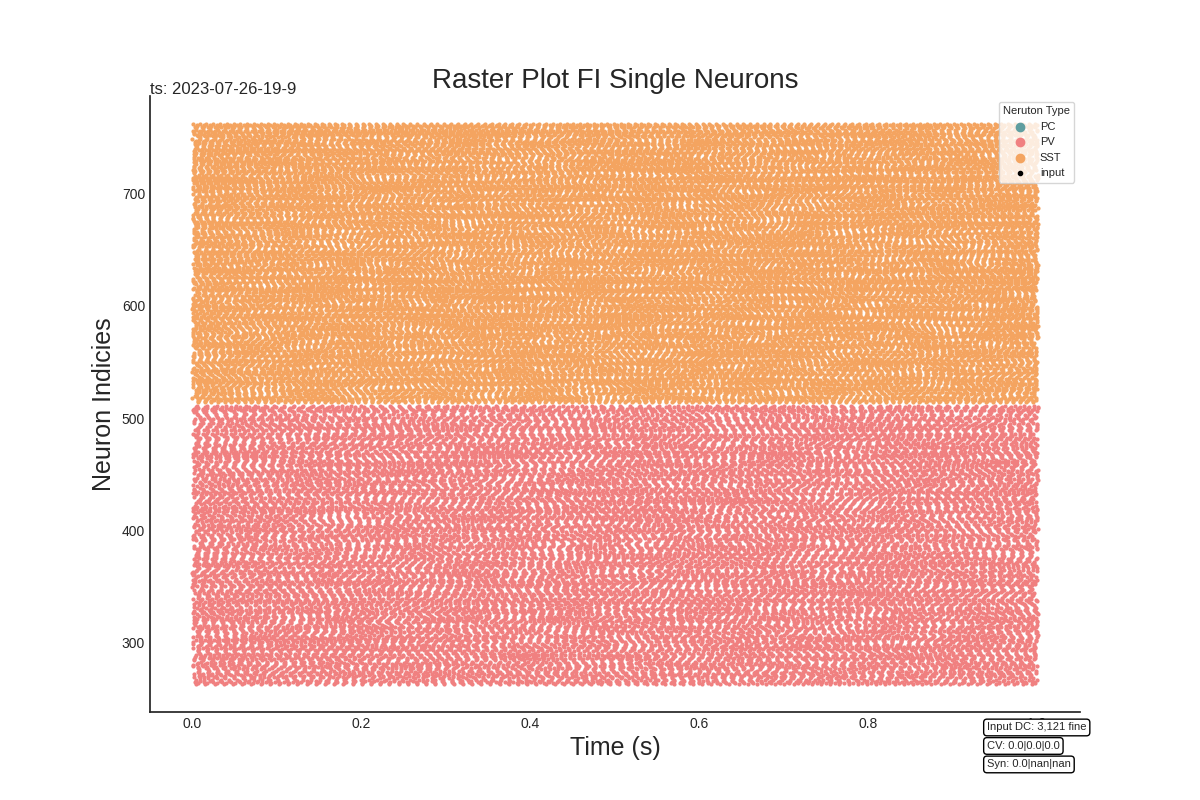 Raster Plot FI Single Neurons
ts: 2023-07-26-19-9
Neruton Type
PC
PV
SST
input
700
600
500
400
300
Neuron Indicies
0.0 0.2 0.4 0.6 0.8
Time (s)
Input DC: 3,121 fine
CV: 0.0|0.0|0.0
Syn: 0.0|nan|nan